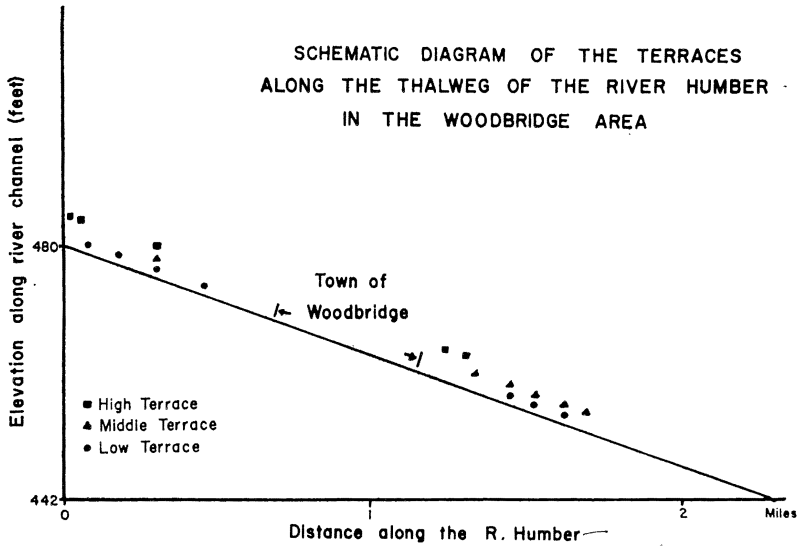 SCHEMATIC DIAGRAM OF THE TERRACES
ALONG THE THALWEG OF THE RIVER HUMBER
IN THE WOODBRIDGE AREA
Elevation along river channel (feet)
480
Town of
Woodbridge
High Terrace
Middle Terrace
Low Terrace
442
0
1
2
Miles
Distance along the R. Humber